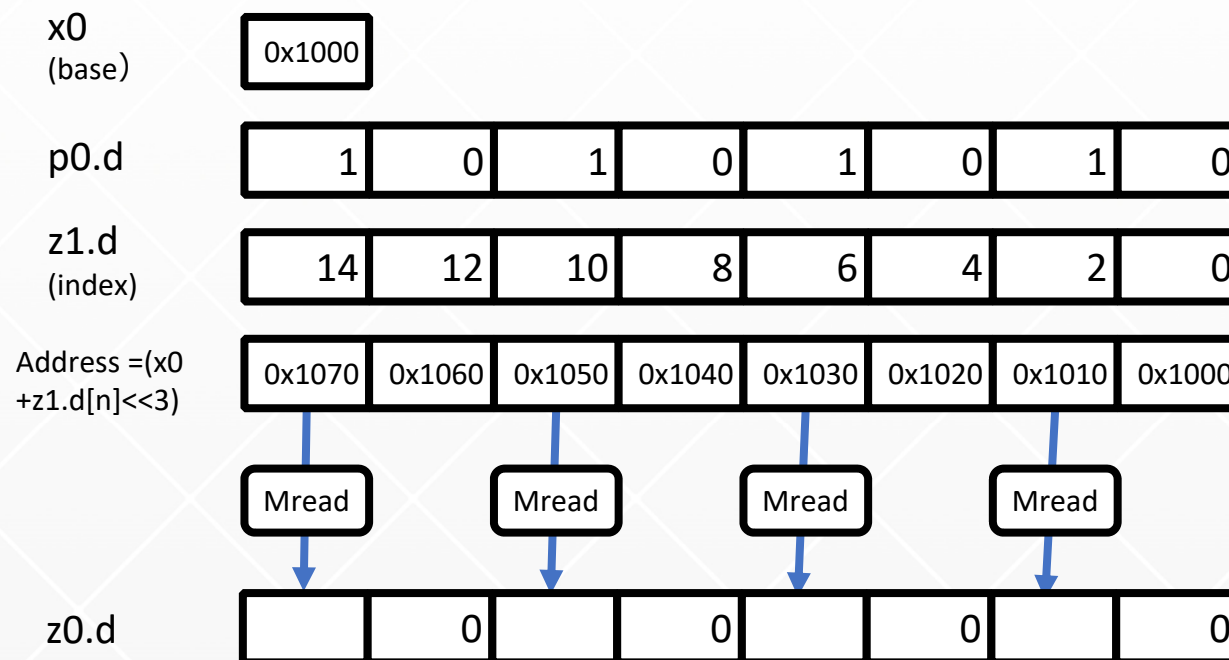 x0
(base）
0x1000
p0.d
1 0 1 0 1 0 1 0
z1.d
(index)
14 12 10 8 6 4 2 0
Address =(x0
+z1.d[n]<<3)
0x1070 0x1060 0x1050 0x1040 0x1030 0x1020 0x1010 0x1000
Mread Mread Mread Mread
z0.d
0 0 0 0